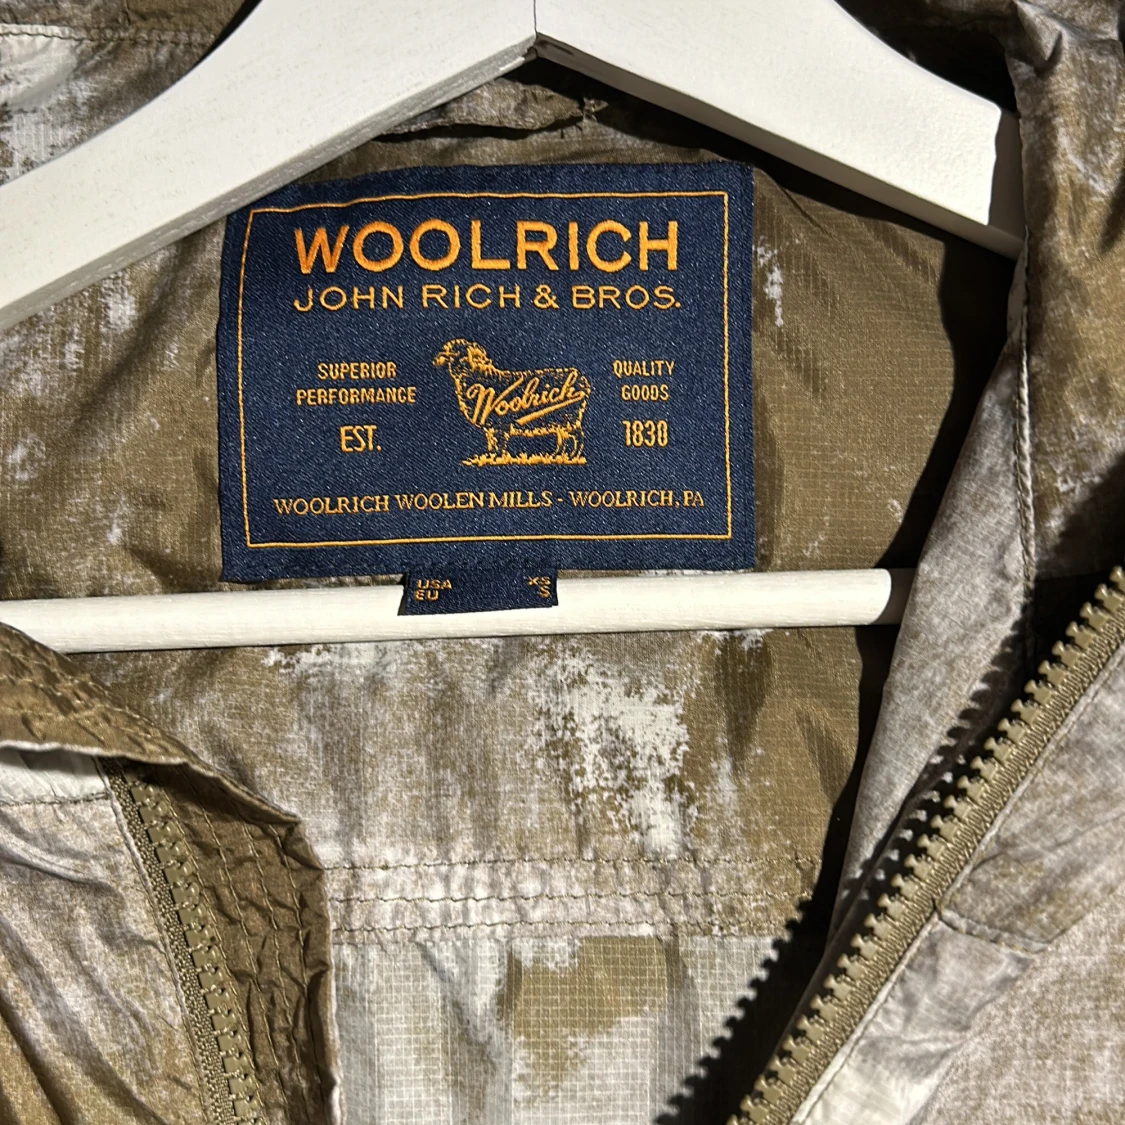 WOOLRICH
JOHN RICH & BROS.
SUPERIOR
PERFORMANCE
EST.
Woolrich
QUALITY
GOODS
1830
WOOLRICH WOOLEN MILLS - WOOLRICH, PA
USA XS
EU S